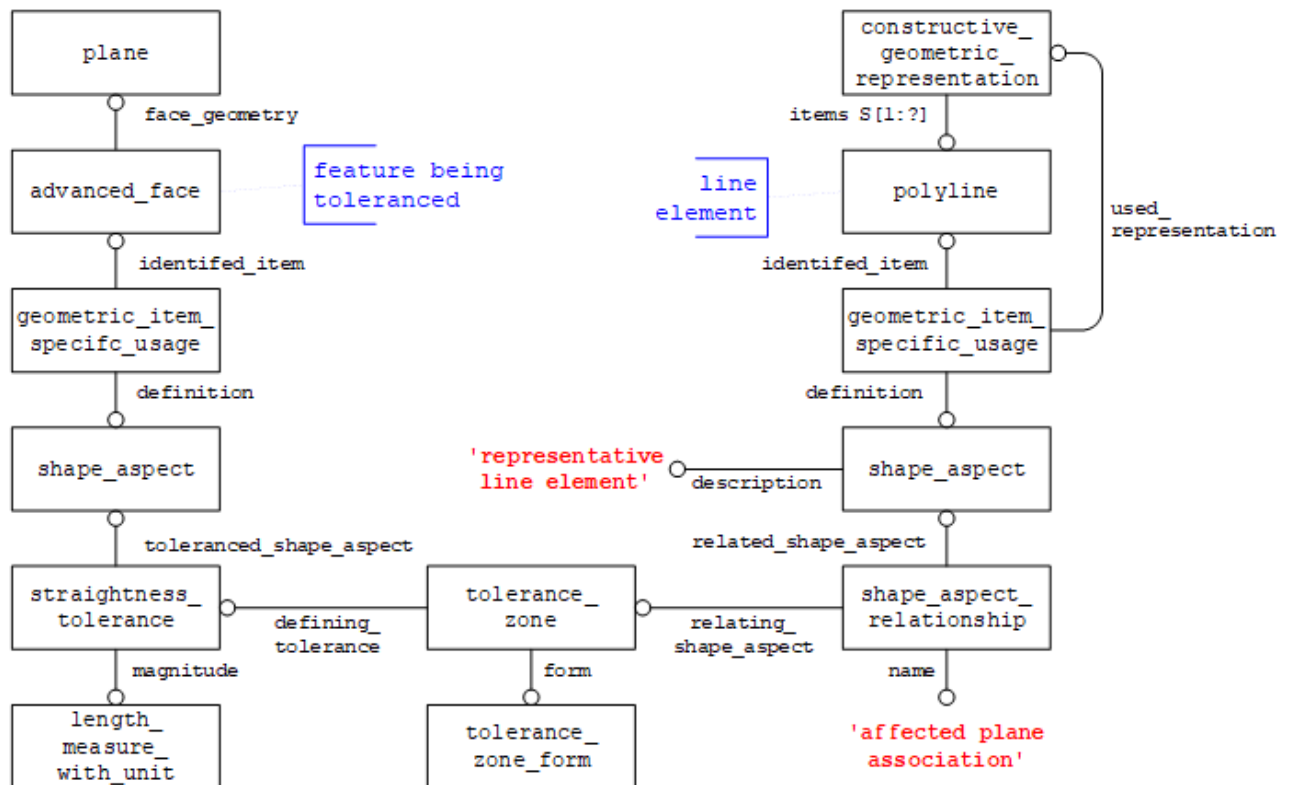 plane
constructive_
geometric_
representation
face_geometry
items S[1:?]
advanced_face
feature being
toleranced
line
element
polyline
used_
representation
identifed_item
identifed_item
geometric_item_
specifc_usage
geometric_item_
specific_usage
definition
definition
shape_aspect
'representative
line element'
description
shape_aspect
toleranced_shape_aspect
related_shape_aspect
straightness_
tolerance
defining_
tolerance
tolerance_
zone
relating_
shape_aspect
shape_aspect_
relationship
magnitude
form
name
length_
measure_
with_unit
tolerance_
zone_form
'affected plane
association'